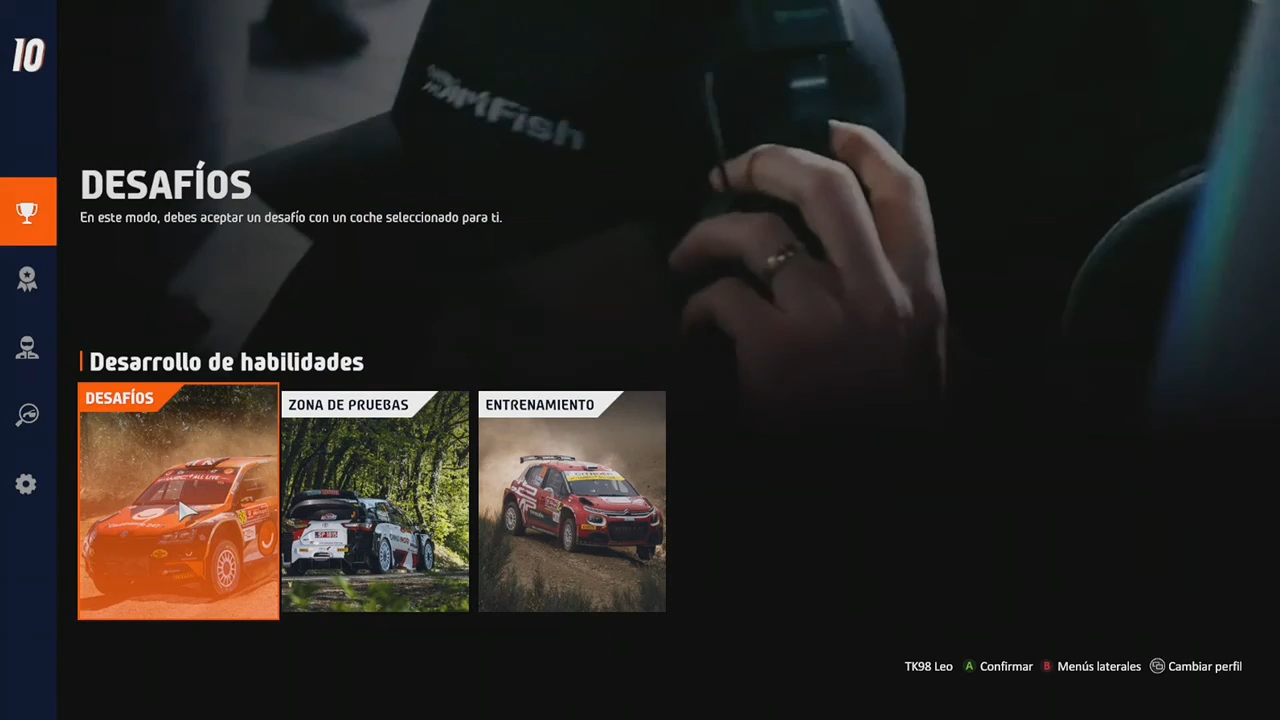 10
DirtFish
DESAFÍOS
En este modo, debes aceptar un desafío con un coche seleccionado para ti.
Desarrollo de habilidades
DESAFÍOS
ZONA DE PRUEBAS
ENTRENAMIENTO
TK98 Leo A Confirmar B Menús laterales Cambiar perfil